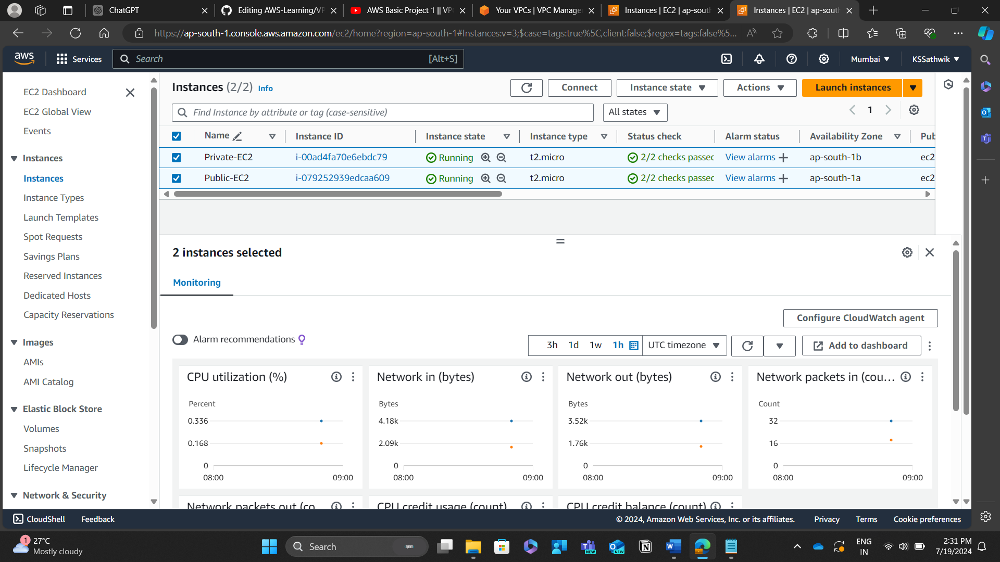 ChatGPT
Editing AWS-Learning/VP
AWS Basic Project 1 || VP
Your VPCs | VPC Manage
Instances | EC2 | ap-sout
Instances | EC2 | ap-sout
https://ap-south-1.console.aws.amazon.com/ec2/home?region=ap-south-1#Instances:v=3;$case=tags:true%5C,client:false;$regex=tags:false%5...
aws
Services
Search
[Alt+S]
Mumbai
KSSathwik
EC2 Dashboard
EC2 Global View
Events
Instances
Instances
Instance Types
Launch Templates
Spot Requests
Savings Plans
Reserved Instances
Dedicated Hosts
Capacity Reservations
Images
AMIs
AMI Catalog
Elastic Block Store
Volumes
Snapshots
Lifecycle Manager
Network & Security
Instances (2/2) Info
Connect
Instance state
Actions
Launch instances
Find Instance by attribute or tag (case-sensitive)
All states
1
Name Instance ID Instance state Instance type Status check Alarm status Availability Zone Pub
Private-EC2 i-00ad4fa70e6ebdc79 Running t2.micro 2/2 checks passec View alarms ap-south-1b ec2
Public-EC2 i-079252939edcaa609 Running t2.micro 2/2 checks passec View alarms ap-south-1a ec2
2 instances selected
Monitoring
Configure CloudWatch agent
Alarm recommendations
3h 1d 1w 1h UTC timezone
Add to dashboard
CPU utilization (%)
Percent
0.336
0.168
0
08:00 09:00
Network in (bytes)
Bytes
4.18k
2.09k
0
08:00 09:00
Network out (bytes)
Bytes
3.52k
1.76k
0
08:00 09:00
Network packets in (cou...
Count
32
16
0
08:00 09:00
Network packets out (co
CPU credit usage (count)
CPU credit balance (count)
CloudShell
Feedback
© 2024, Amazon Web Services, Inc. or its affiliates.
Privacy
Terms
Cookie preferences
1
27°C
Mostly cloudy
Search
NEW
NEW
ENG
IN
2:31 PM
7/19/2024